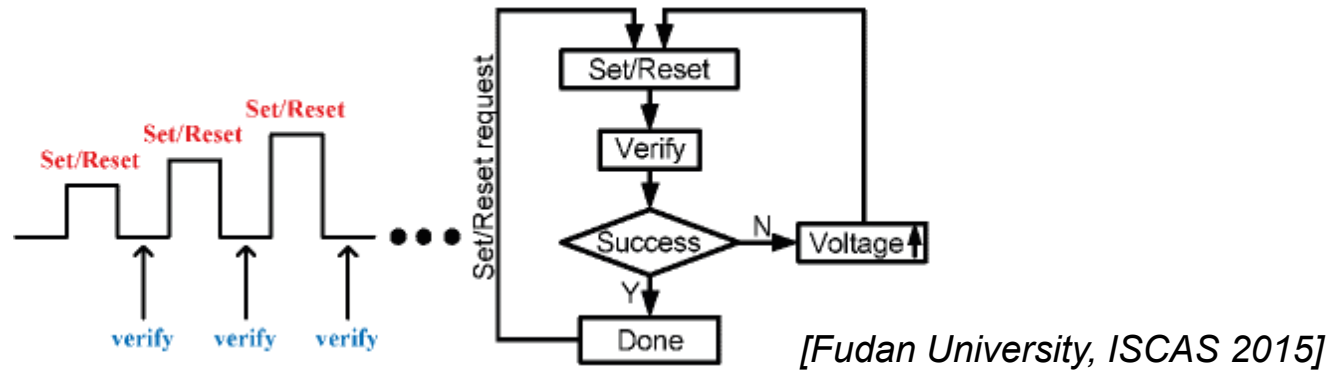 Set/Reset
Set/Reset
Set/Reset
verify
verify
verify
Set/Reset request
Set/Reset
Verify
Success
N
Voltage
Y
Done
[Fudan University, ISCAS 2015]